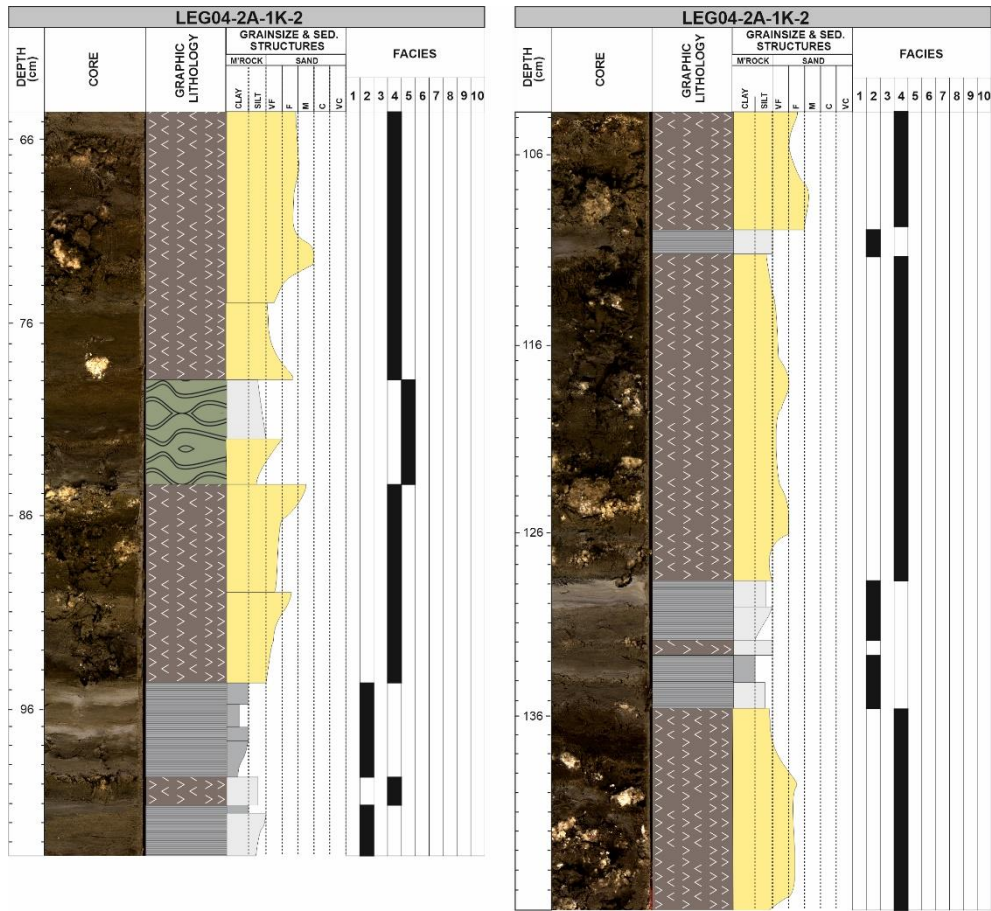 LEG04-2A-1K-2
DEPTH (cm)
CORE
GRAPHIC LITHOLOGY
GRAINSIZE & SED. STRUCTURES
M'ROCK SAND
CLAY SILT VF F M C VC
FACIES
1 2 3 4 5 6 7 8 9 10
66
76
86
96
LEG04-2A-1K-2
DEPTH (cm)
CORE
GRAPHIC LITHOLOGY
GRAINSIZE & SED. STRUCTURES
M'ROCK SAND
CLAY SILT VF F M C VC
FACIES
1 2 3 4 5 6 7 8 9 10
106
116
126
136